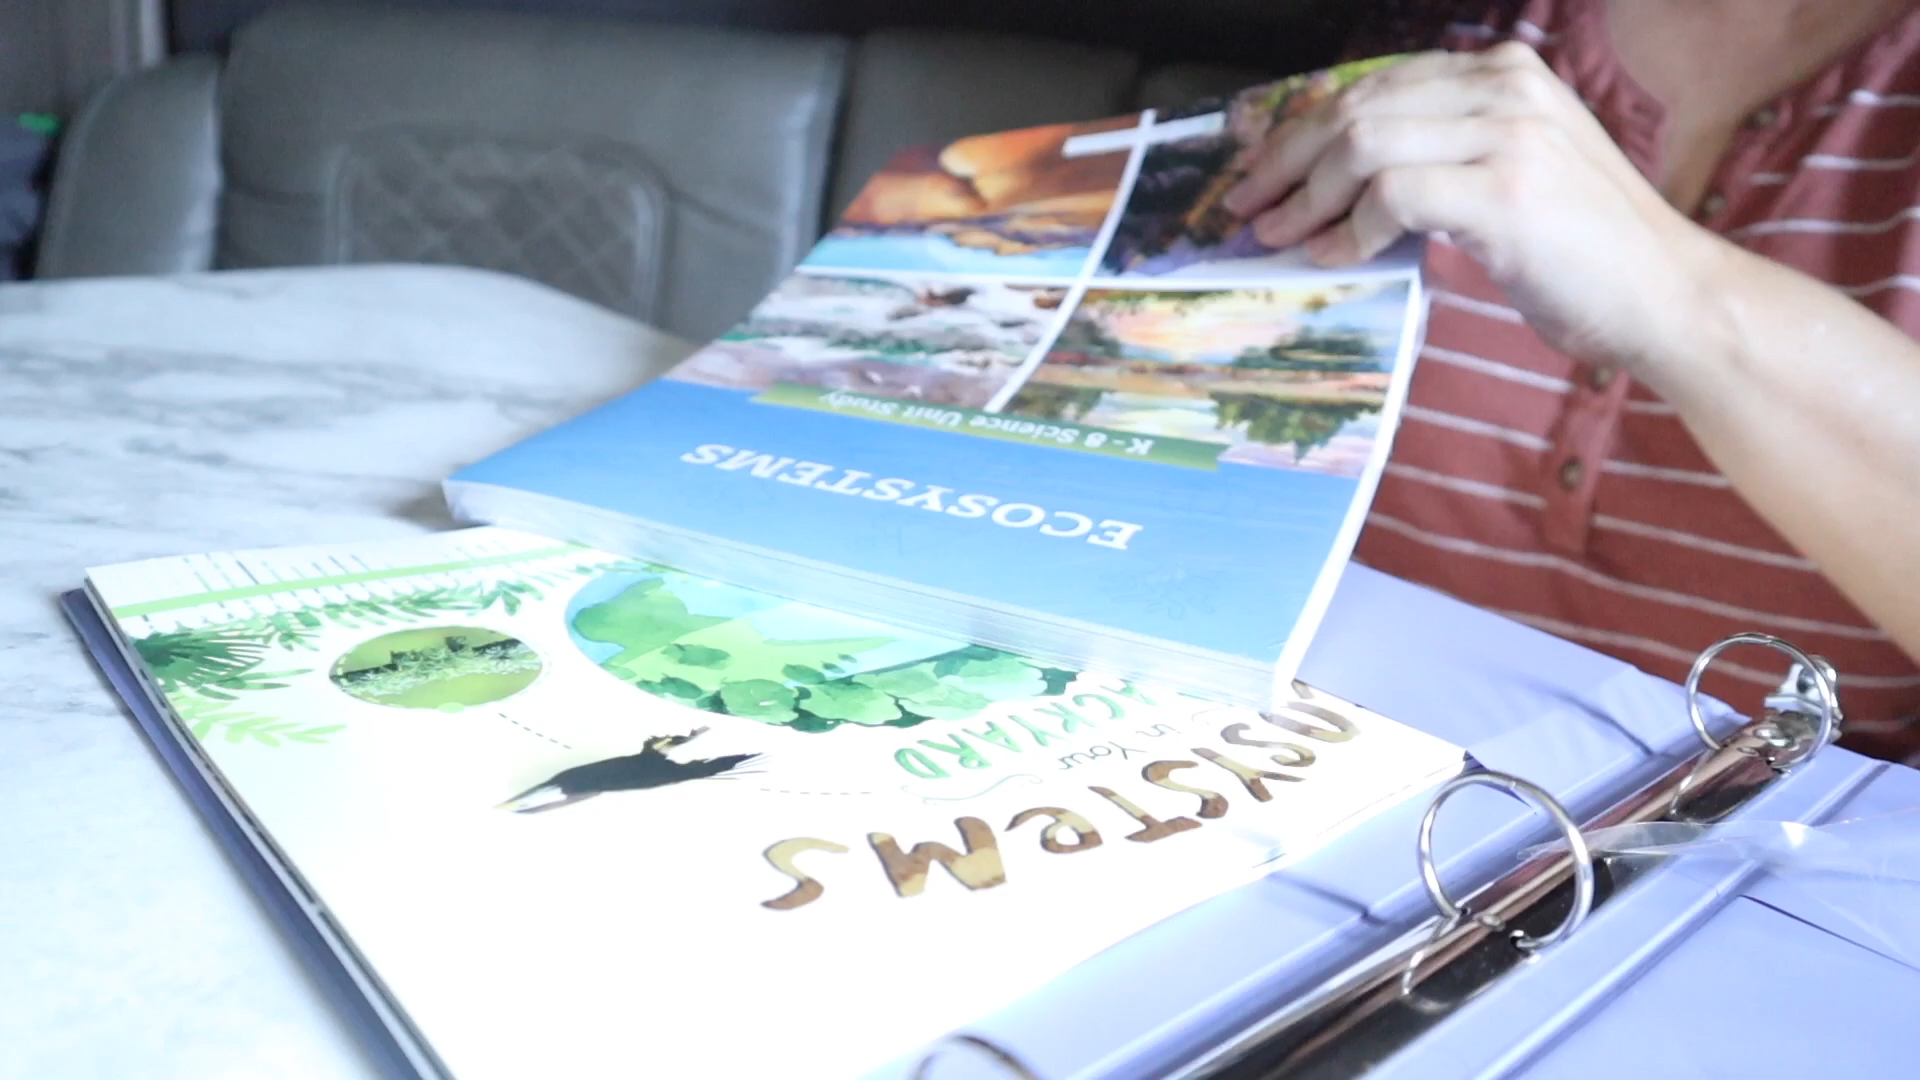 ECOSYSTEMS
K - 8 Science Unit Study
OSYSTeMS
in Your
ACKYARD